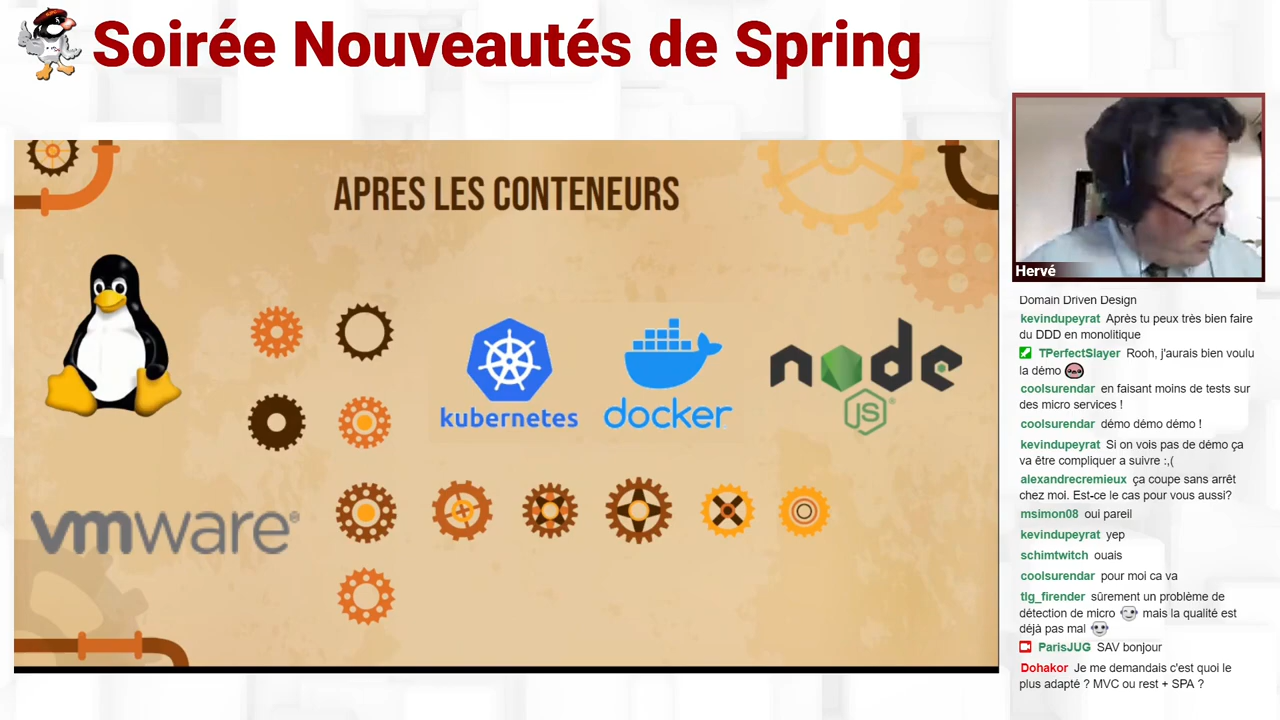 Soirée Nouveautés de Spring
APRES LES CONTENEURS
kubernetes
docker
node
JS
vmware®
Hervé
Domain Driven Design
kevindupeyrat Après tu peux très bien faire
du DDD en monolitique
TPerfectSlayer Rooh, j'aurais bien voulu
la démo
coolsurendar en faisant moins de tests sur
des micro services !
coolsurendar démo démo démo !
kevindupeyrat Si on vois pas de démo ça
va être compliquer a suivre :,(
alexandrecremieux ça coupe sans arrêt
chez moi. Est-ce le cas pour vous aussi?
msimon08 oui pareil
kevindupeyrat yep
schimtwitch ouais
coolsurendar pour moi ca va
tlg_firender sûrement un problème de
détection de micro mais la qualité est
déjà pas mal
ParisJUG SAV bonjour
Dohakor Je me demandais c'est quoi le
plus adapté ? MVC ou rest + SPA ?